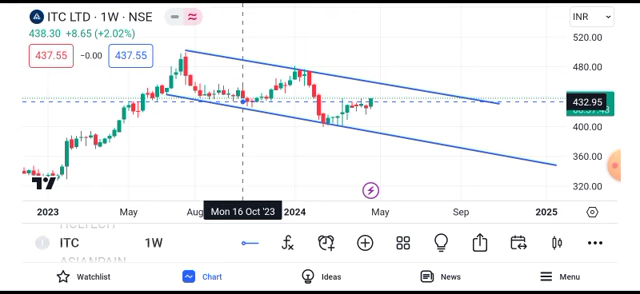 ITC LTD · 1W · NSE
INR
438.30 +8.65 (+2.02%)
437.55 −0.00 437.55
520.00
480.00
432.95
400.00
360.00
320.00
2023 May Aug Mon 16 Oct '23 2024 May Sep 2025
HCLTECH
ITC 1W
ASIANPAIN
Watchlist Chart Ideas News Menu